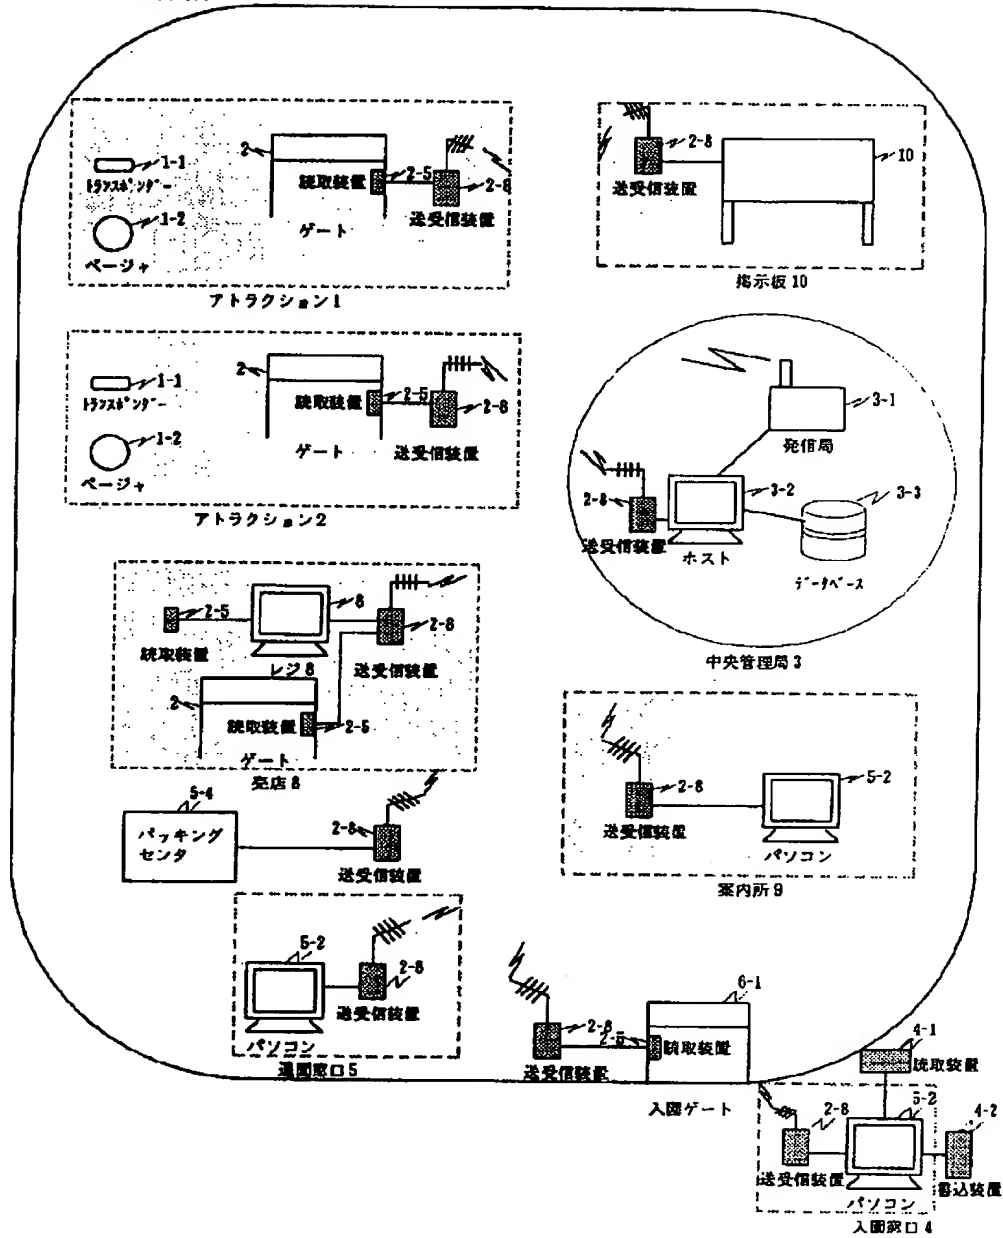 1-1
トランスポンダー
1-2
ページャ
2
読取装置
2-5
2-8
送受信装置
ゲート
アトラクション1
2-8
送受信装置
10
掲示板10
1-1
トランスポンダー
1-2
ページャ
2
読取装置
2-5
2-8
送受信装置
ゲート
アトラクション2
3-1
発信局
2-8
送受信装置
3-2
ホスト
3-3
データベース
中央管理局3
2-5
読取装置
8
レジ8
2-8
送受信装置
2
読取装置
2-5
ゲート
売店8
5-4
パッキング
センタ
2-8
送受信装置
2-8
送受信装置
5-2
パソコン
案内所9
5-2
パソコン
2-8
送受信装置
退園窓口5
2-8
送受信装置
2-5
読取装置
6-1
入園ゲート
4-1
読取装置
2-8
送受信装置
5-2
パソコン
4-2
書込装置
入園窓口4